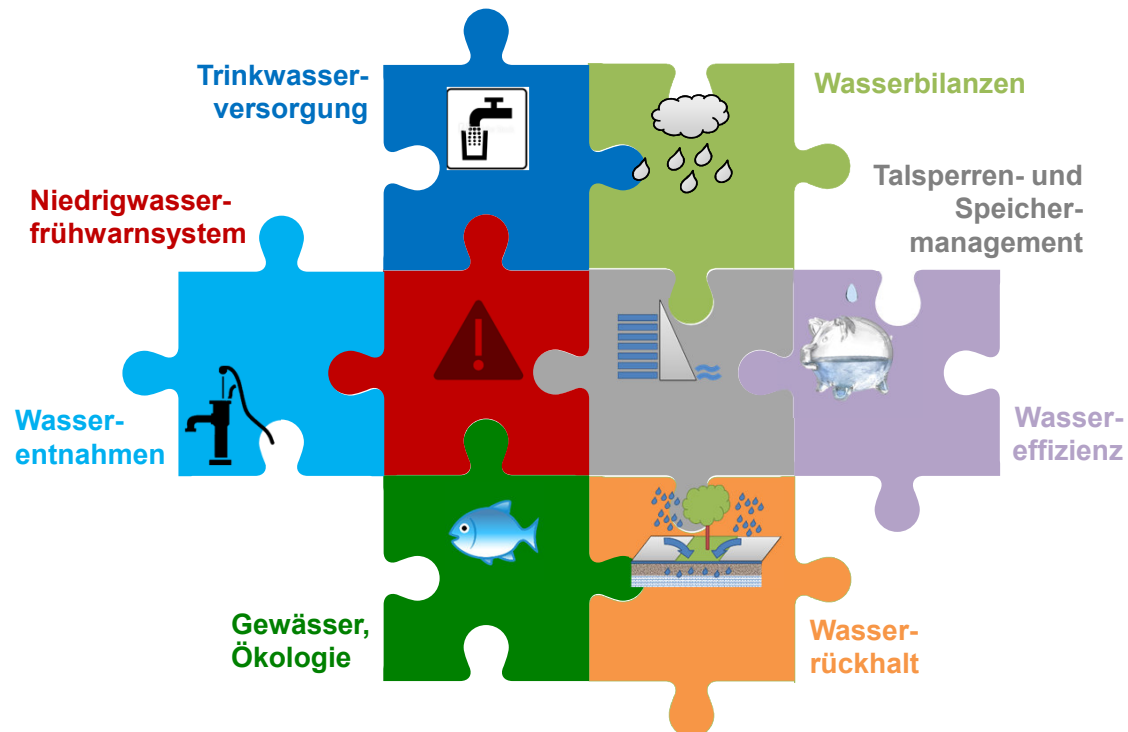 Trinkwasser-
versorgung
Wasserbilanzen
Talsperren- und
Speicher-
management
Niedrigwasser-
frühwarnsystem
Wasser-
entnahmen
Wasser-
effizienz
Gewässer,
Ökologie
Wasser-
rückhalt